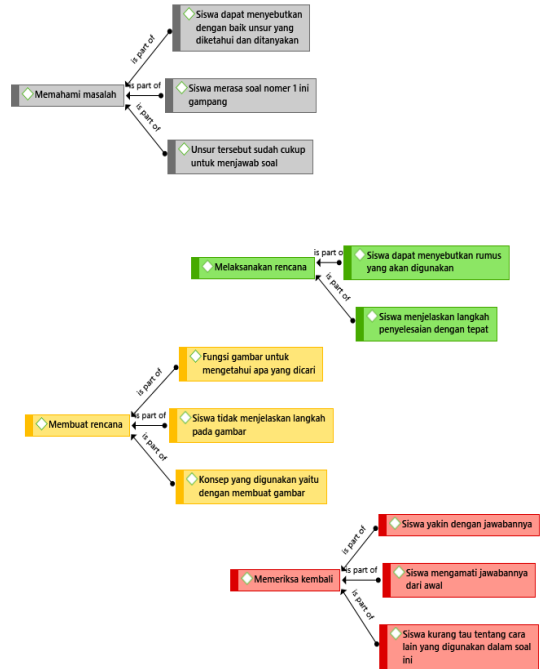 Siswa dapat menyebutkan
dengan baik unsur yang
diketahui dan ditanyakan
is part of
Memahami masalah
is part of
Siswa merasa soal nomer 1 ini
gampang
is part of
Unsur tersebut sudah cukup
untuk menjawab soal
Melaksanakan rencana
is part of
Siswa dapat menyebutkan rumus
yang akan digunakan
is part of
Siswa menjelaskan langkah
penyelesaian dengan tepat
Fungsi gambar untuk
mengetahui apa yang dicari
is part of
Membuat rencana
is part of
Siswa tidak menjelaskan langkah
pada gambar
is part of
Konsep yang digunakan yaitu
dengan membuat gambar
Siswa yakin dengan jawabannya
is part of
Memeriksa kembali
is part of
Siswa mengamati jawabannya
dari awal
is part of
Siswa kurang tau tentang cara
lain yang digunakan dalam soal
ini